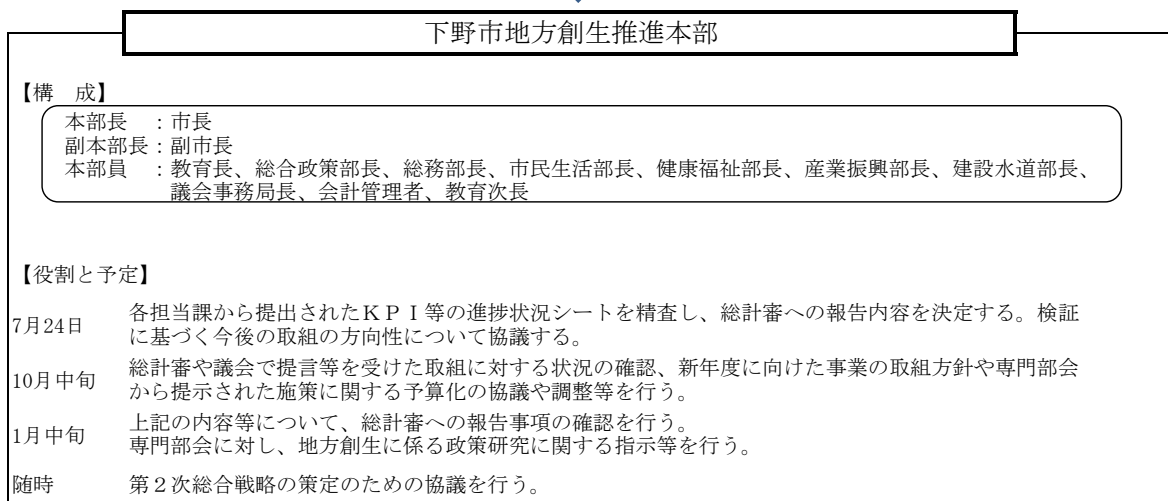 下野市地方創生推進本部
【構　成】
本部長　：市長
副本部長：副市長
本部員　：教育長、総合政策部長、総務部長、市民生活部長、健康福祉部長、産業振興部長、建設水道部長、
議会事務局長、会計管理者、教育次長
【役割と予定】
7月24日　各担当課から提出されたＫＰＩ等の進捗状況シートを精査し、総計審への報告内容を決定する。検証
に基づく今後の取組の方向性について協議する。
10月中旬　総計審や議会で提言等を受けた取組に対する状況の確認、新年度に向けた事業の取組方針や専門部会
から提示された施策に関する予算化の協議や調整等を行う。
1月中旬　上記の内容等について、総計審への報告事項の確認を行う。
専門部会に対し、地方創生に係る政策研究に関する指示等を行う。
随時　第２次総合戦略の策定のための協議を行う。